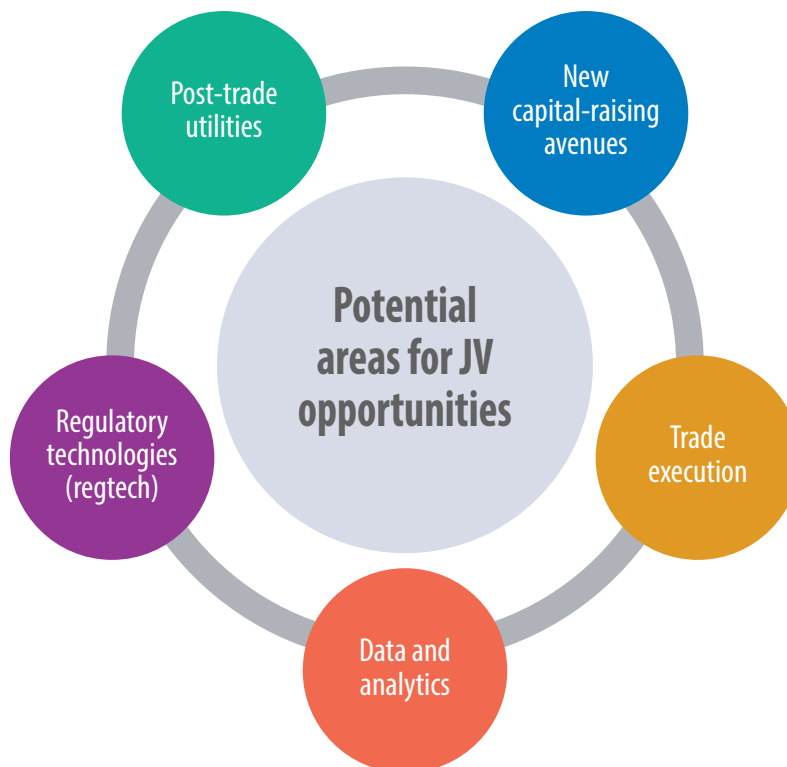 Post-trade
utilities
New
capital-raising
avenues
Potential
areas for JV
opportunities
Regulatory
technologies
(regtech)
Trade
execution
Data and
analytics